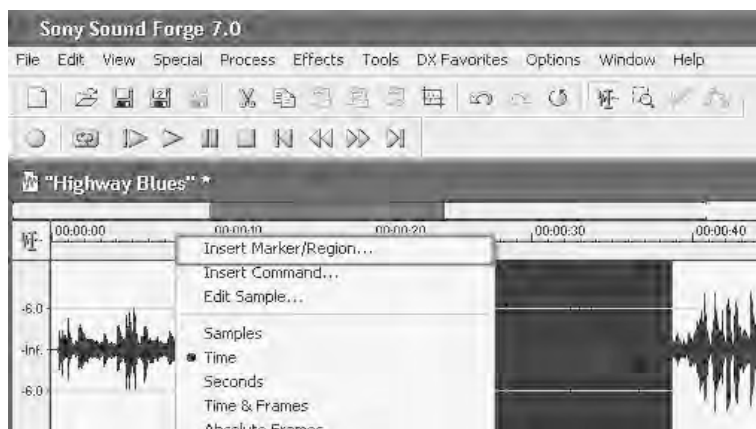 Sony Sound Forge 7.0
File Edit View Special Process Effects Tools DX Favorites Options Window Help
"Highway Blues" *
00:00:00 00:00:10 00:00:20 00:00:30 00:00:40
Insert Marker/Region...
Insert Command...
Edit Sample...
-6.0
Samples
-Inf.
Time
Seconds
-6.0
Time & Frames
Absolute Frames